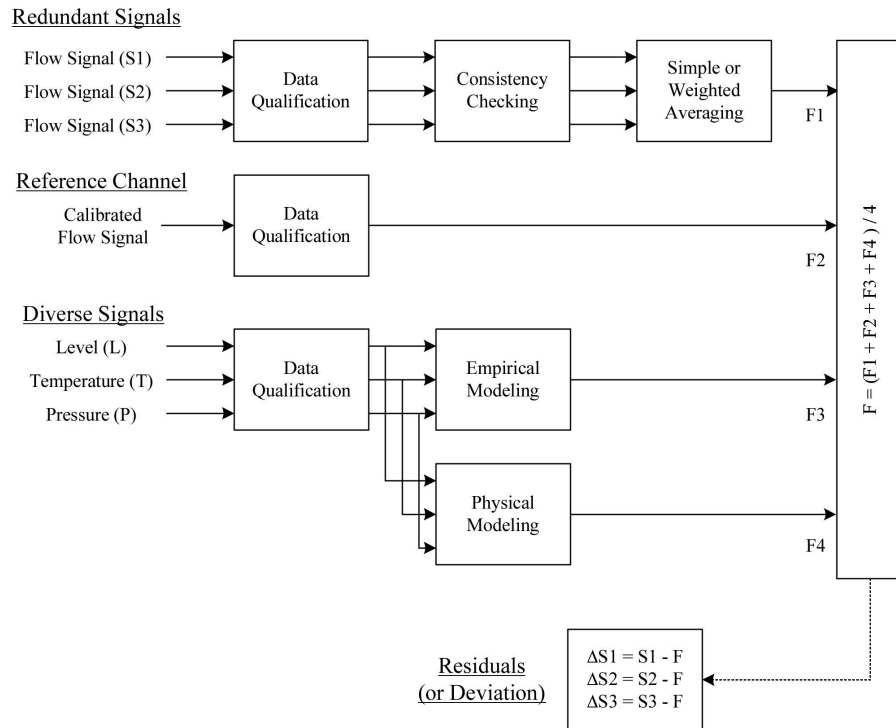 Redundant Signals
Flow Signal (S1)
Flow Signal (S2)
Flow Signal (S3)
Data
Qualification
Consistency
Checking
Simple or
Weighted
Averaging
F1
Reference Channel
Calibrated
Flow Signal
Data
Qualification
F2
Diverse Signals
Level (L)
Temperature (T)
Pressure (P)
Data
Qualification
Empirical
Modeling
F3
Physical
Modeling
F4
F = (F1 + F2 + F3 + F4 ) / 4
Residuals
(or Deviation)
ΔS1 = S1 - F
ΔS2 = S2 - F
ΔS3 = S3 - F